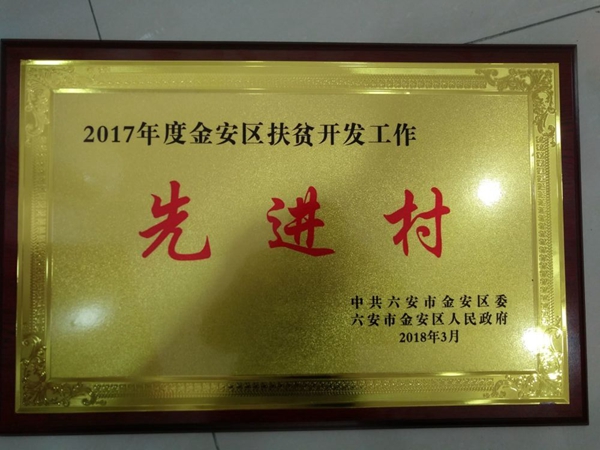 2017年度金安区扶贫开发工作
先进村
中共六安市金安区委
六安市金安区人民政府
2018年3月